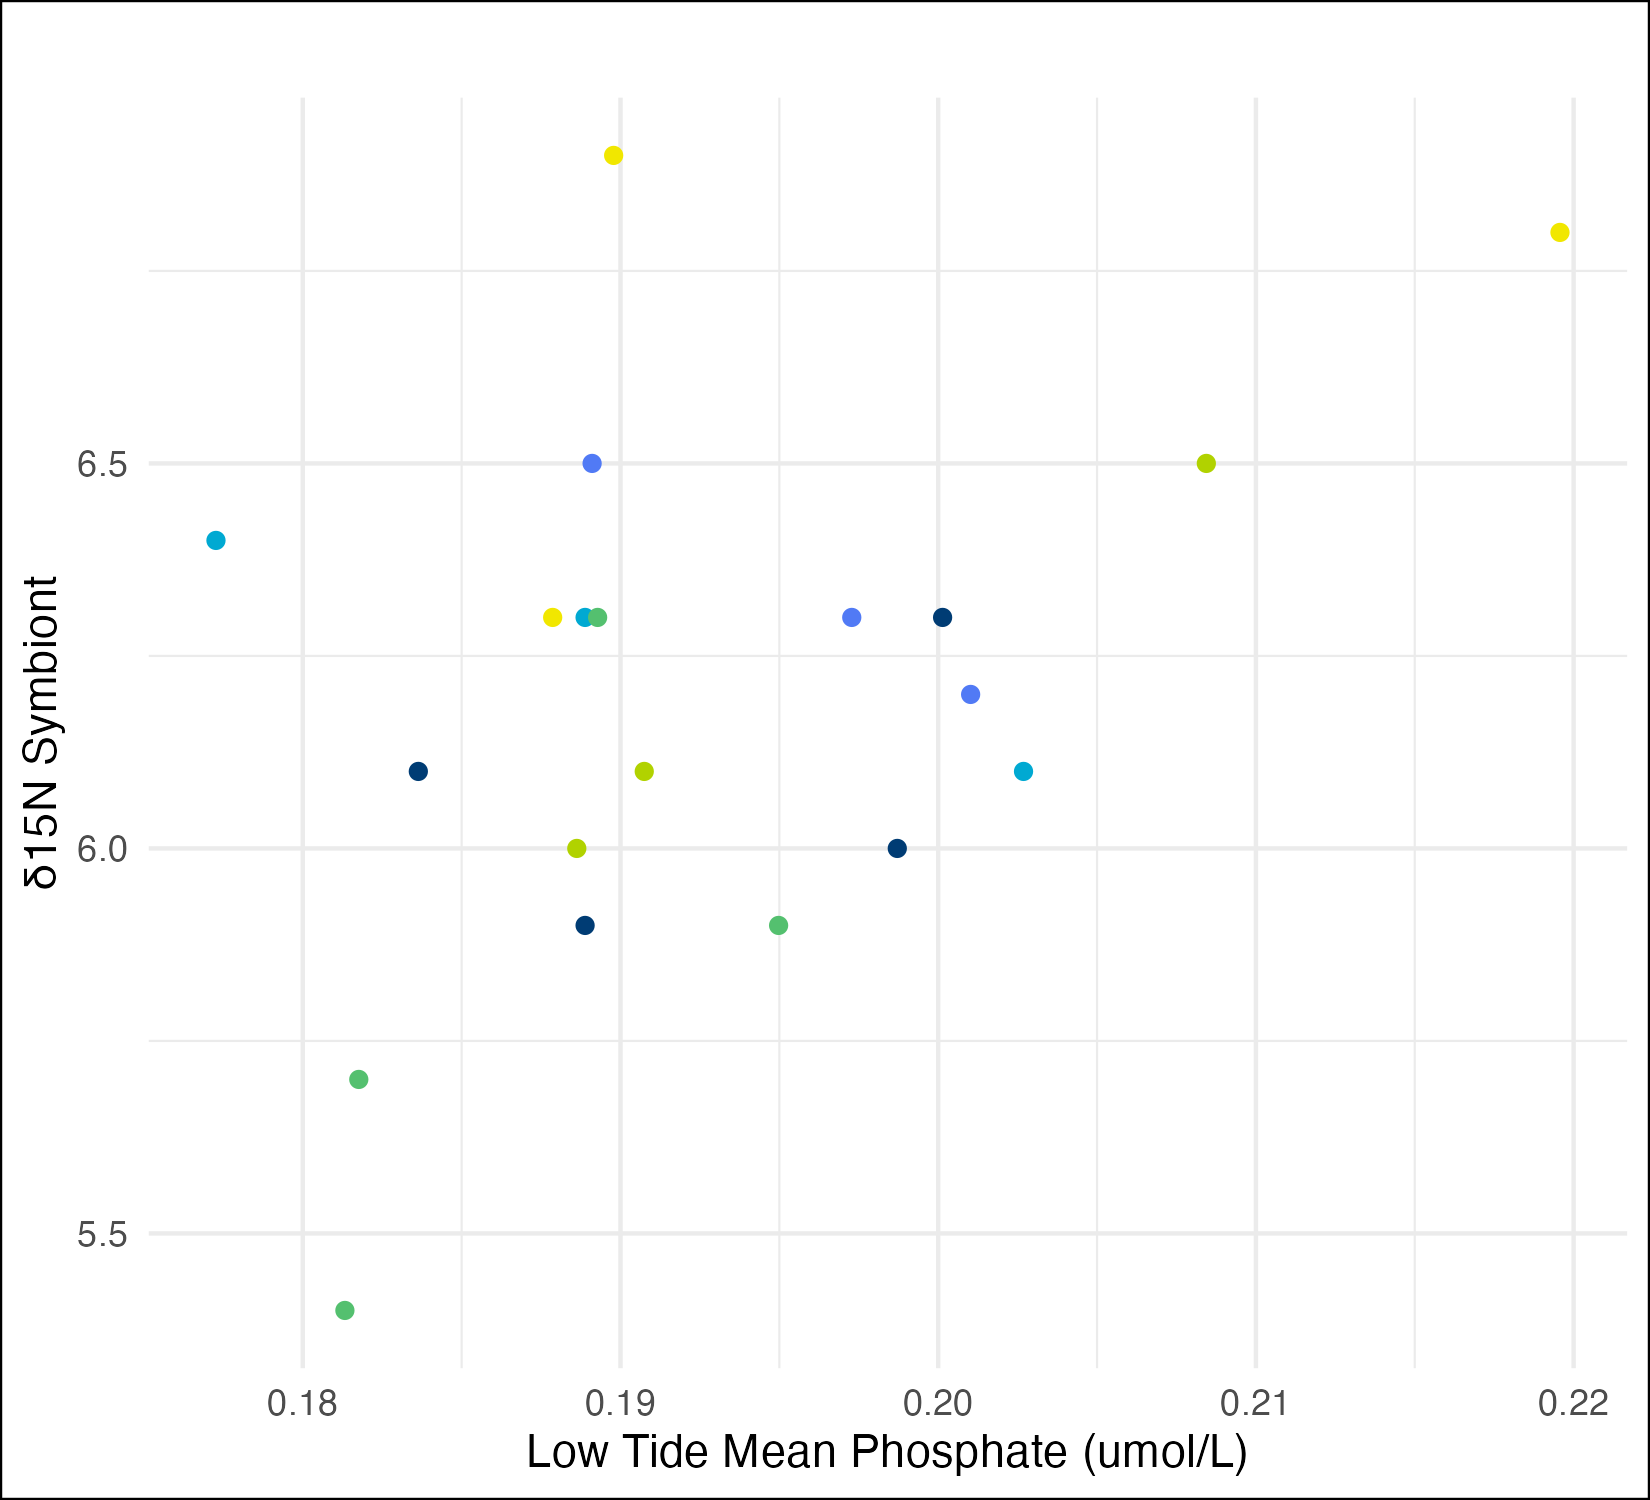 δ15N Symbiont
6.5
6.0
5.5
0.18 0.19 0.20 0.21 0.22
Low Tide Mean Phosphate (umol/L)